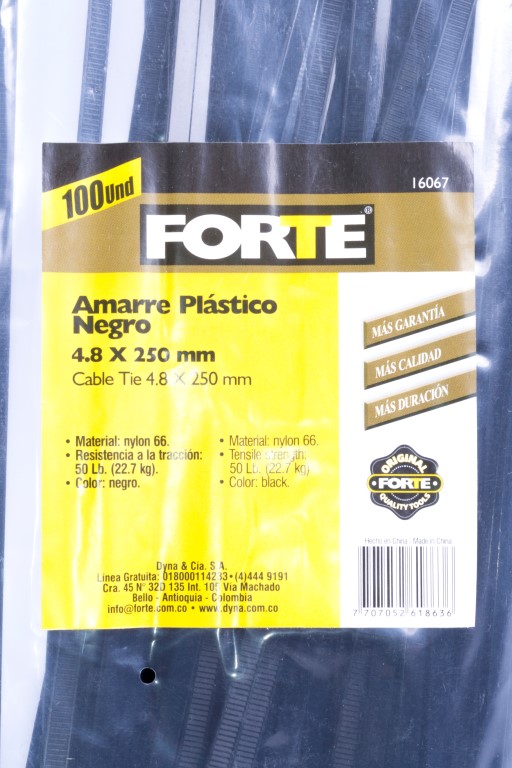 100Und
16067
FORTE®
Amarre Plástico
Negro
4.8 X 250 mm
Cable Tie 4.8 X 250 mm
MÁS GARANTÍA
MÁS CALIDAD
MÁS DURACIÓN
• Material: nylon 66.
• Resistencia a la tracción:
50 Lb. (22.7 kg).
• Color: negro.
• Material: nylon 66.
• Tensile strength:
50 Lb. (22.7 kg)
• Color: black.
ORIGINAL
FORTE
QUALITY TOOLS
Hecho en China / Made in China
7 707052 618636
Dyna & Cia. S.A.
Línea Gratuita: 018000114233 • (4)444 9191
Cra. 45 N° 32D 135 Int. 105 Vía Machado
Bello - Antioquia - Colombia
info@forte.com.co • www.dyna.com.co